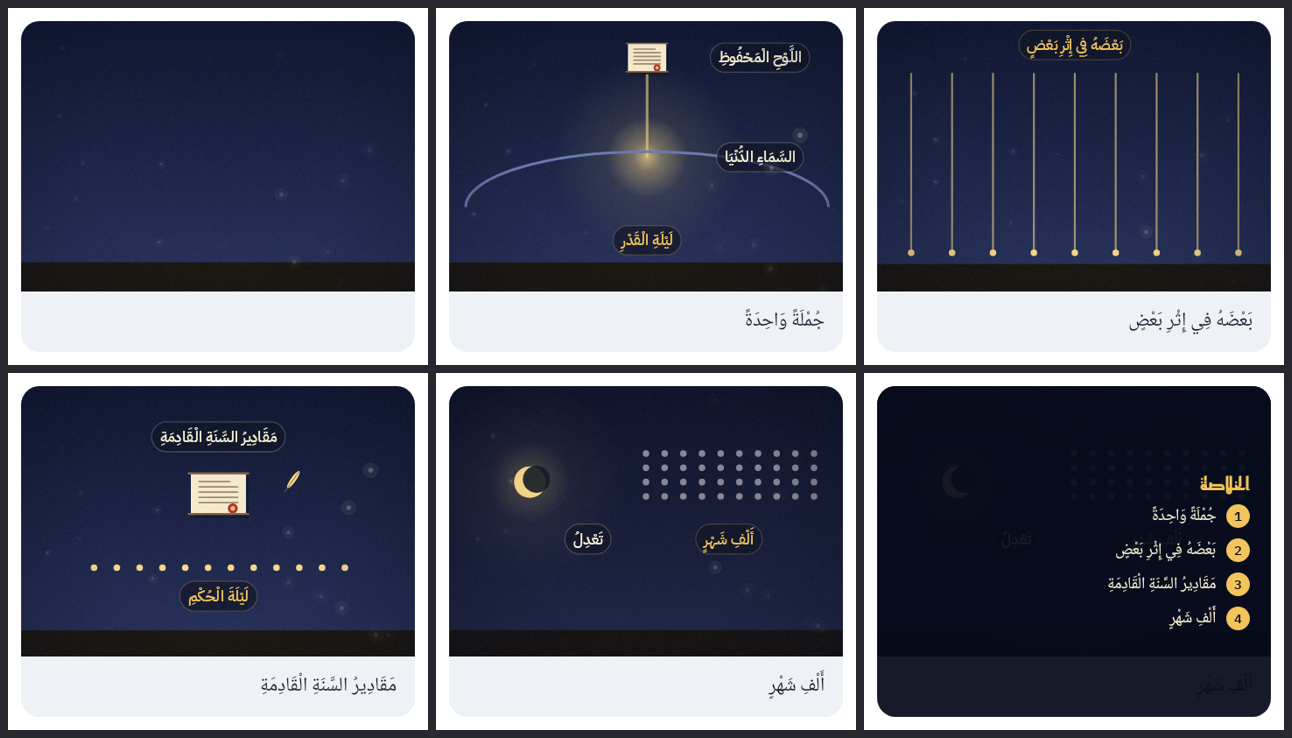 اللَّوْحِ الْمَحْفُوظِ
السَّمَاءِ الدُّنْيَا
لَيْلَةِ الْقَدْرِ
جُمْلَةً وَاحِدَةً
بَعْضَهُ فِي إِثْرِ بَعْضٍ
بَعْضَهُ فِي إِثْرِ بَعْضٍ
مَقَادِيرُ السَّنَةِ الْقَادِمَةِ
لَيْلَةَ الْحُكْمِ
مَقَادِيرُ السَّنَةِ الْقَادِمَةِ
أَلْفِ شَهْرٍ
تَعْدِلُ
أَلْفِ شَهْرٍ
الخلاصة
1 جُمْلَةً وَاحِدَةً
2 بَعْضَهُ فِي إِثْرِ بَعْضٍ
3 مَقَادِيرُ السَّنَةِ الْقَادِمَةِ
4 أَلْفِ شَهْرٍ
تَعْدِلُ
أَلْفِ شَهْرٍ